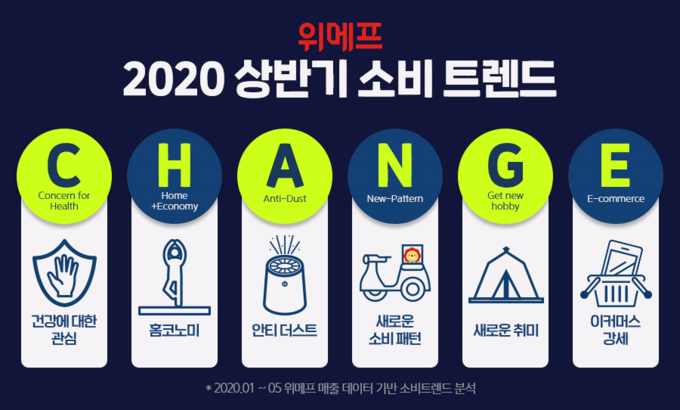 위메프
2020 상반기 소비 트렌드
C
Concern for
Health
H
Home
+Economy
A
Anti-Dust
N
New-Pattern
G
Get new
hobby
E
E-commerce
건강에 대한
관심
홈코노미
안티 더스트
새로운
소비 패턴
새로운 취미
이커머스
강세
* 2020.01 ~ 05 위메프 매출 데이터 기반 소비트렌드 분석